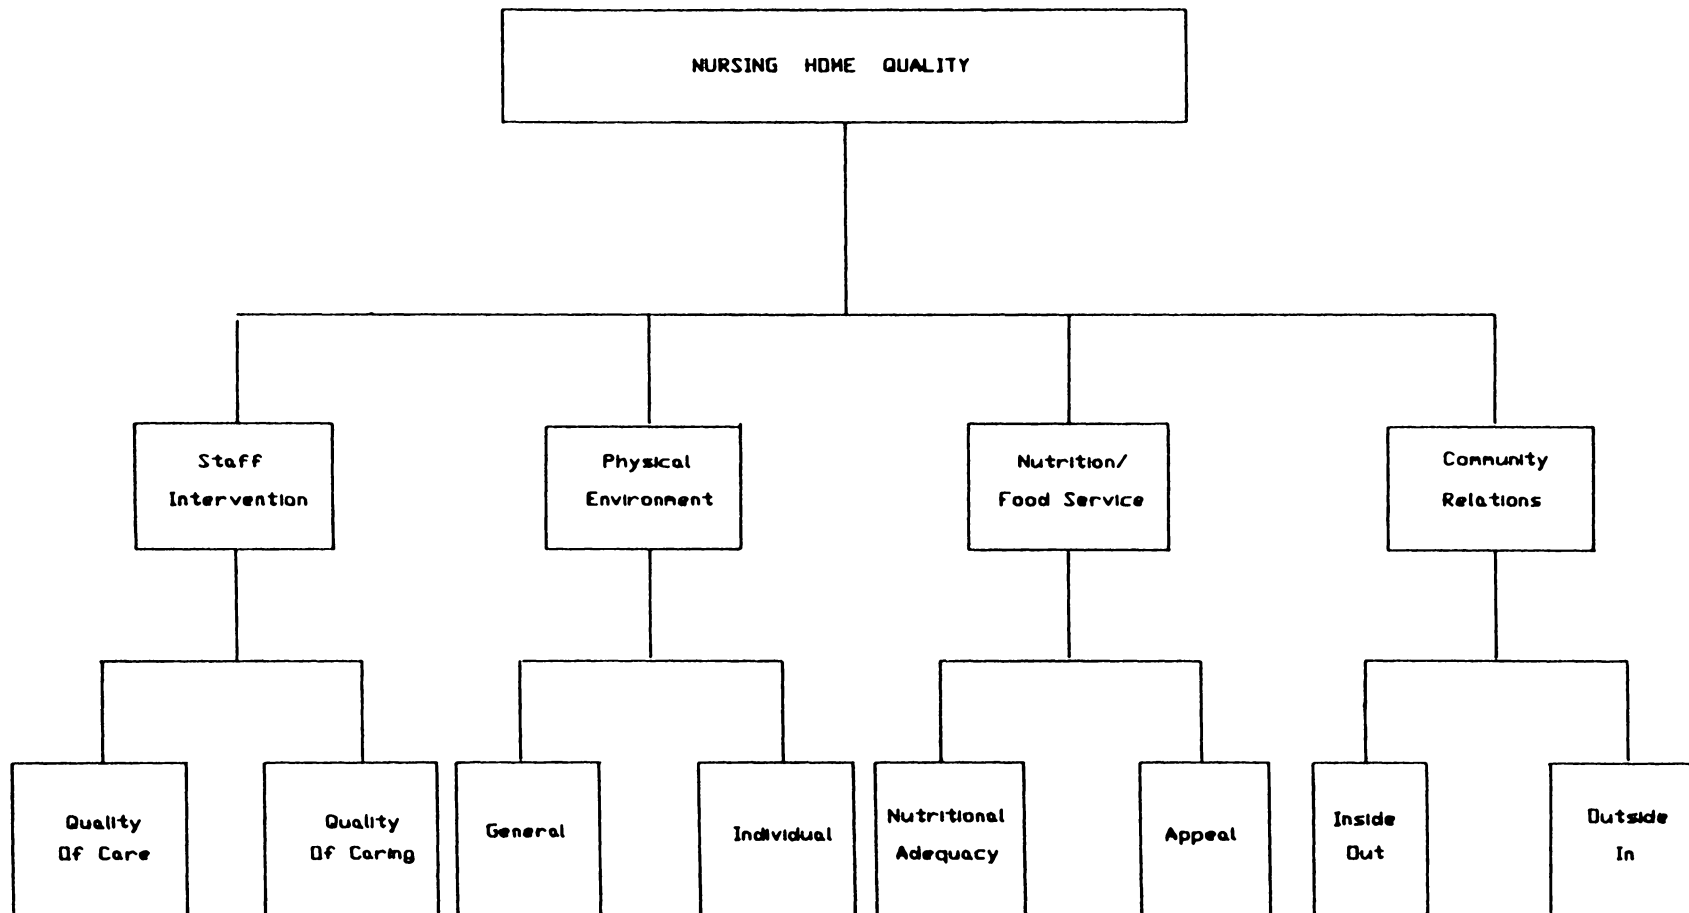 NURSING HOME QUALITY
Staff
Intervention
Physical
Environment
Nutrition/
Food Service
Community
Relations
Quality
Of Care
Quality
Of Caring
General
Individual
Nutritional
Adequacy
Appeal
Inside
Out
Outside
In